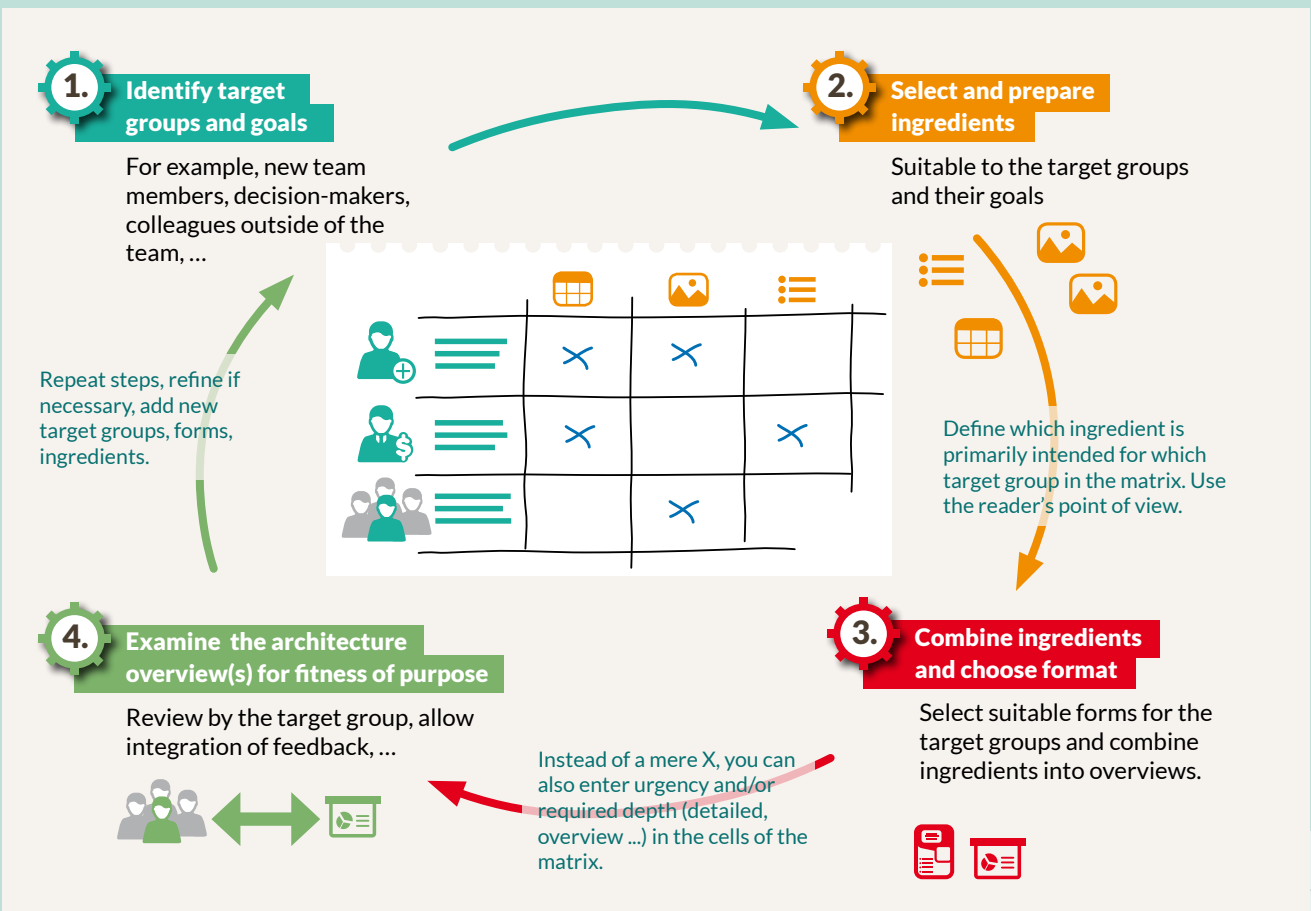 1.
Identify target
groups and goals
For example, new team
members, decision-makers,
colleagues outside of the
team, ...
2.
Select and prepare
ingredients
Suitable to the target groups
and their goals
Define which ingredient is
primarily intended for which
target group in the matrix. Use
the reader's point of view.
3.
Combine ingredients
and choose format
Select suitable forms for the
target groups and combine
ingredients into overviews.
Instead of a mere X, you can
also enter urgency and/or
required depth (detailed,
overview ...) in the cells of the
matrix.
4.
Examine the architecture
overview(s) for fitness of purpose
Review by the target group, allow
integration of feedback, ...
Repeat steps, refine if
necessary, add new
target groups, forms,
ingredients.